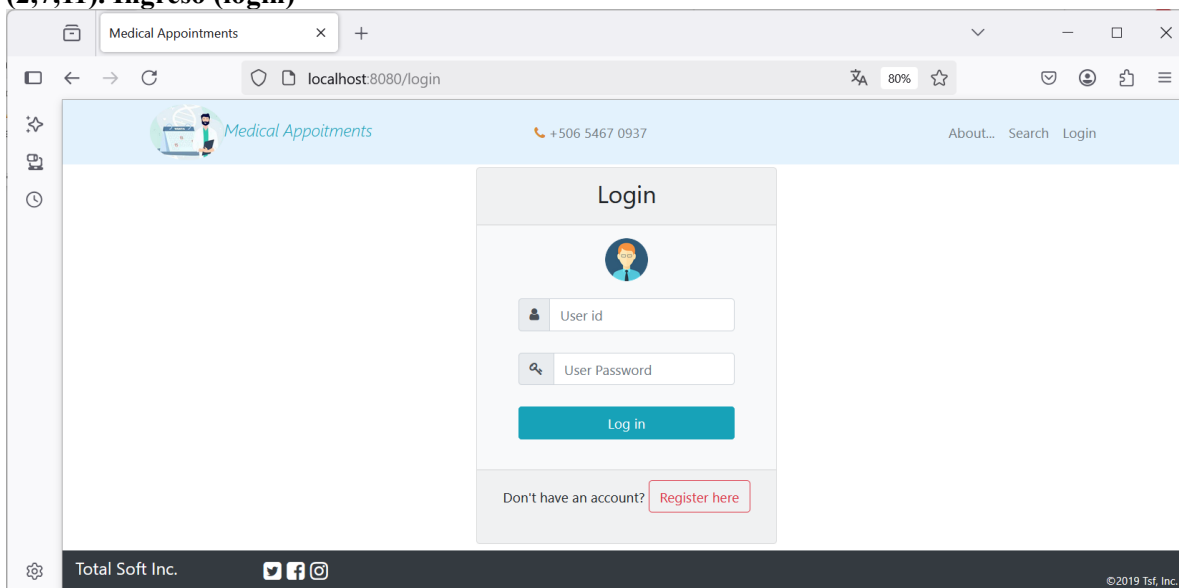 (2,7,11). Ingreso (login)
Medical Appointments
localhost:8080/login
80%
Medical Appoitments
+506 5467 0937
About... Search Login
Login
User id
User Password
Log in
Don't have an account? Register here
Total Soft Inc.
©2019 Tsf, Inc.